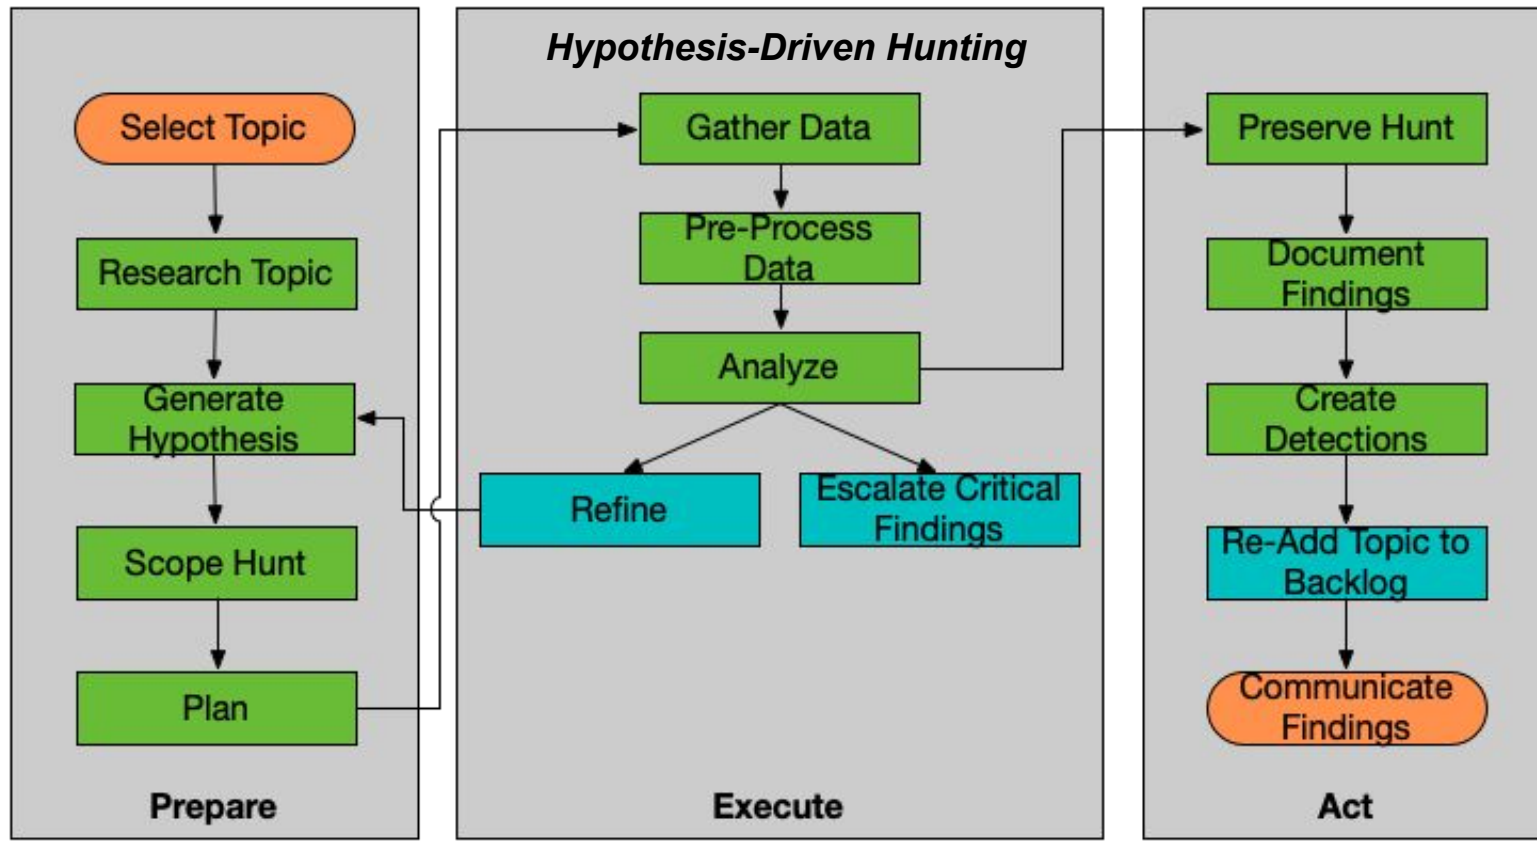 Hypothesis-Driven Hunting
Select Topic
Research Topic
Generate
Hypothesis
Scope Hunt
Plan
Prepare
Gather Data
Pre-Process
Data
Analyze
Refine
Escalate Critical
Findings
Execute
Preserve Hunt
Document
Findings
Create
Detections
Re-Add Topic to
Backlog
Communicate
Findings
Act